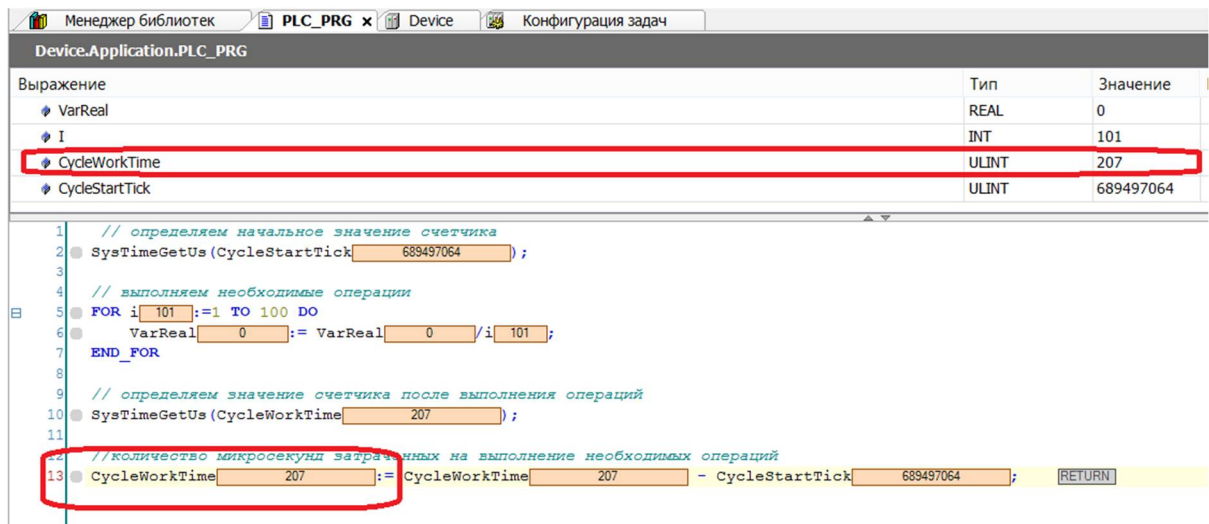 Менеджер библиотек PLC_PRG x Device Конфигурация задач
Device.Application.PLC_PRG
Выражение Тип Значение
VarReal REAL 0
I INT 101
CycleWorkTime ULINT 207
CycleStartTick ULINT 689497064
1 // определяем начальное значение счетчика
2 SysTimeGetUs(CycleStartTick 689497064 );
3
4 // выполняем необходимые операции
5 FOR i 101 :=1 TO 100 DO
6 VarReal 0 := VarReal 0 /i 101 ;
7 END_FOR
8
9 // определяем значение счетчика после выполнения операций
10 SysTimeGetUs(CycleWorkTime 207 );
11
12 //количество микросекунд затраченных на выполнение необходимых операций
13 CycleWorkTime 207 := CycleWorkTime 207 - CycleStartTick 689497064 ; RETURN